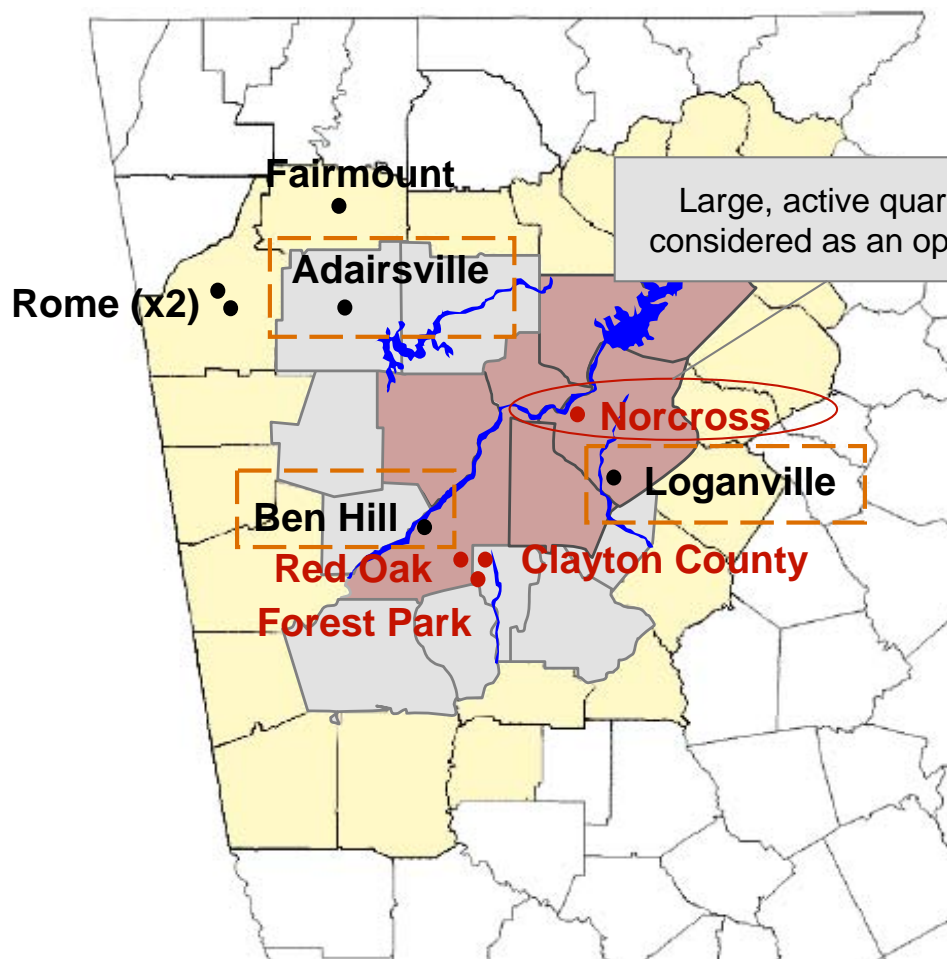 Fairmount
Large, active quar
considered as an op
Adairsville
Rome (x2)
Norcross
Loganville
Ben Hill
Red Oak
Clayton County
Forest Park